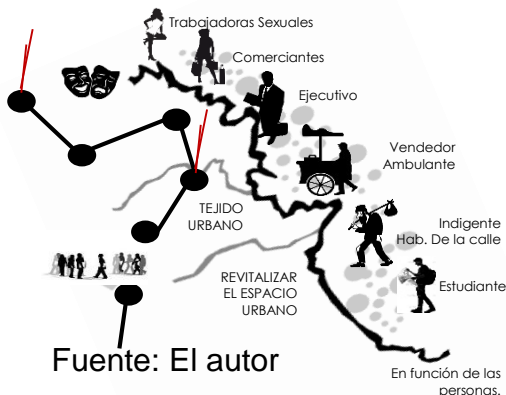 Trabajadoras Sexuales
Comerciantes
Ejecutivo
Vendedor
Ambulante
TEJIDO
URBANO
Indigente
Hab. De la calle
REVITALIZAR
EL ESPACIO
URBANO
Estudiante
Fuente: El autor
En función de las
personas.